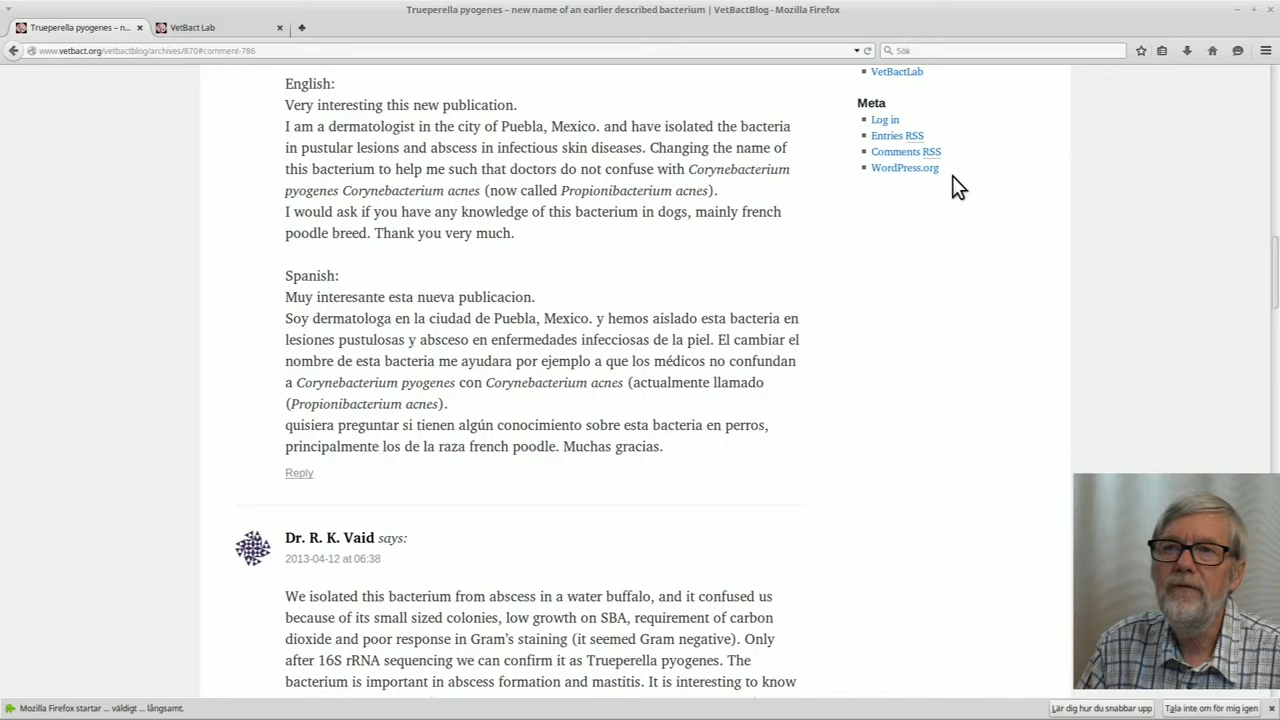 Trueperella pyogenes – new name of an earlier described bacterium | VetBactBlog - Mozilla Firefox
Trueperella pyogenes – n...
VetBact Lab
www.vetbact.org/vetbactblog/archives/870#comment-786
Sök
English:
Very interesting this new publication.
I am a dermatologist in the city of Puebla, Mexico. and have isolated the bacteria
in pustular lesions and abscess in infectious skin diseases. Changing the name of
this bacterium to help me such that doctors do not confuse with Corynebacterium
pyogenes Corynebacterium acnes (now called Propionibacterium acnes).
I would ask if you have any knowledge of this bacterium in dogs, mainly french
poodle breed. Thank you very much.
Spanish:
Muy interesante esta nueva publicacion.
Soy dermatologa en la ciudad de Puebla, Mexico. y hemos aislado esta bacteria en
lesiones pustulosas y absceso en enfermedades infecciosas de la piel. El cambiar el
nombre de esta bacteria me ayudara por ejemplo a que los médicos no confundan
a Corynebacterium pyogenes con Corynebacterium acnes (actualmente llamado
(Propionibacterium acnes).
quisiera preguntar si tienen algún conocimiento sobre esta bacteria en perros,
principalmente los de la raza french poodle. Muchas gracias.
Reply
Dr. R. K. Vaid says:
2013-04-12 at 06:38
We isolated this bacterium from abscess in a water buffalo, and it confused us
because of its small sized colonies, low growth on SBA, requirement of carbon
dioxide and poor response in Gram's staining (it seemed Gram negative). Only
after 16S rRNA sequencing we can confirm it as Trueperella pyogenes. The
bacterium is important in abscess formation and mastitis. It is interesting to know
VetBactLab
Meta
Log in
Entries RSS
Comments RSS
WordPress.org
Mozilla Firefox startar ... väldigt ... långsamt.
Lär dig hur du snabbar upp
Tala inte om för mig igen